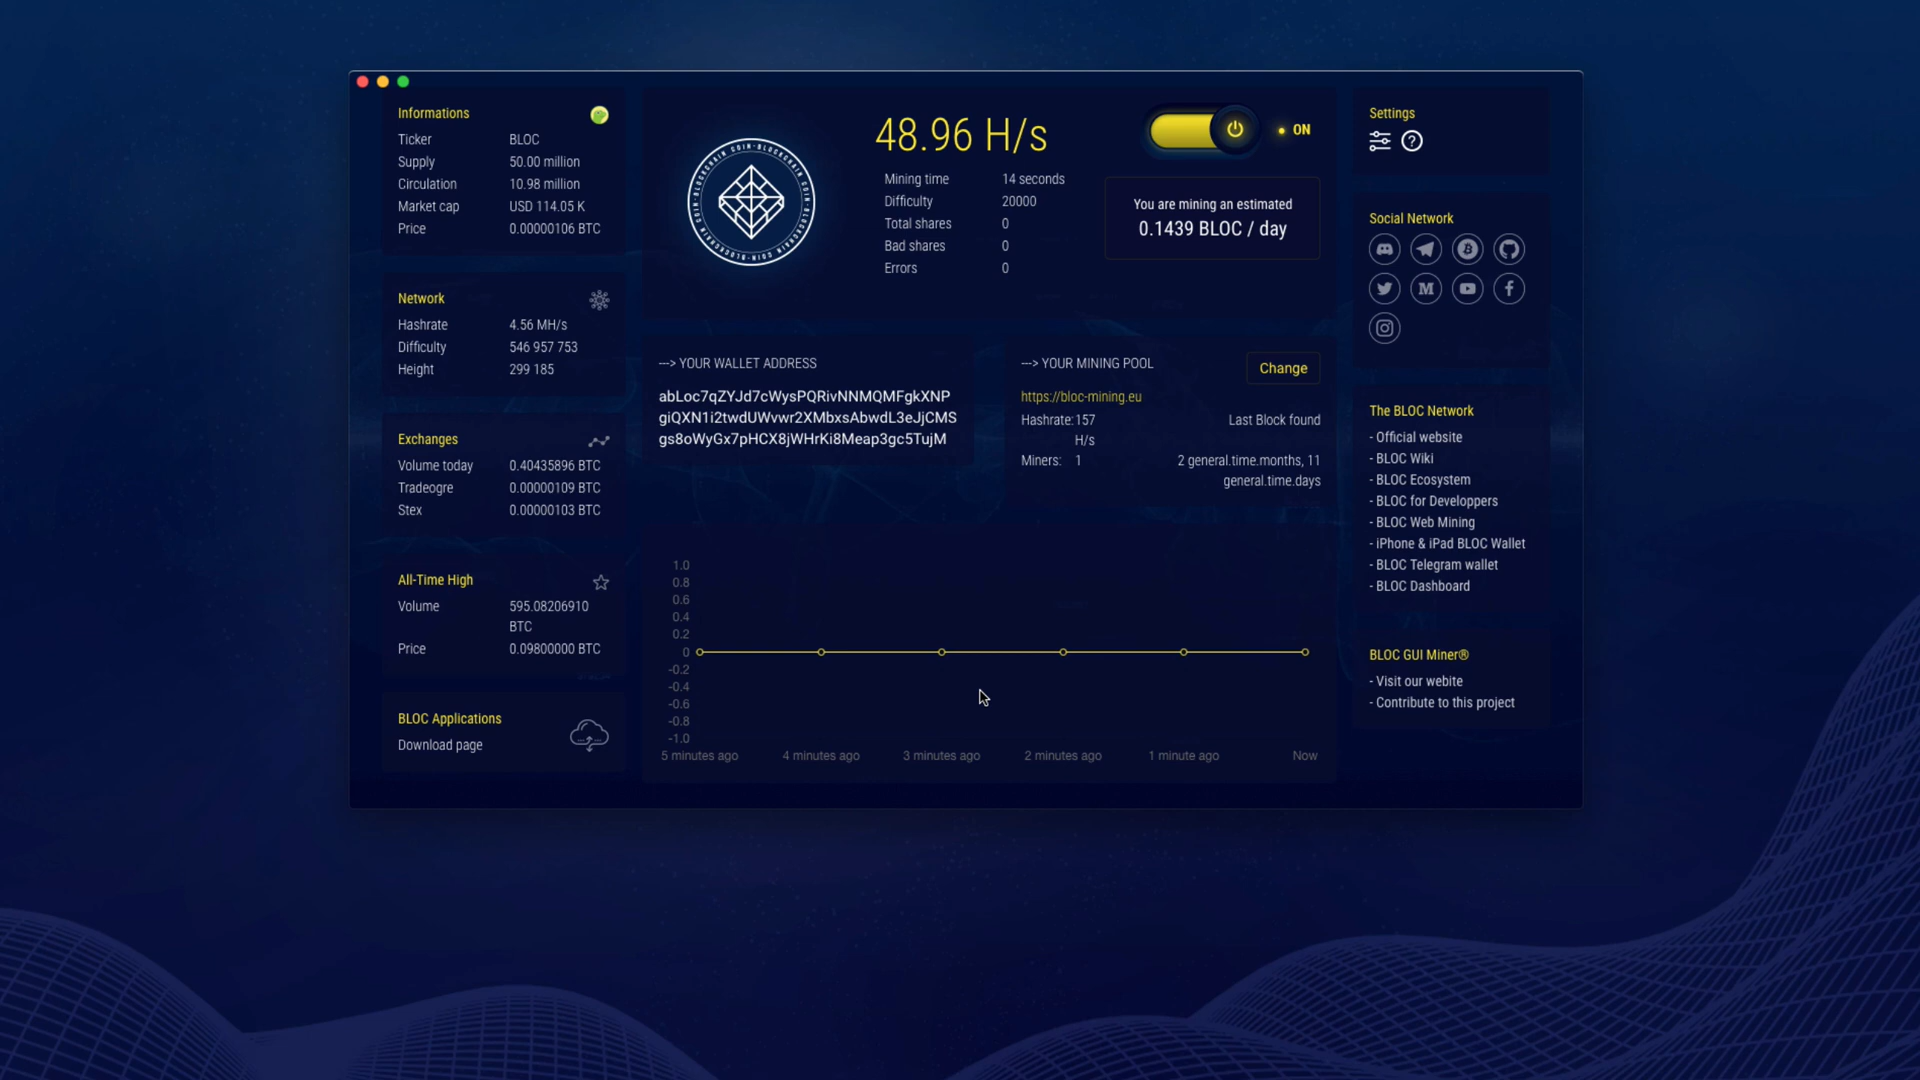 Informations
Ticker BLOC
Supply 50.00 million
Circulation 10.98 million
Market cap USD 114.05 K
Price 0.00000106 BTC
Network
Hashrate 4.56 MH/s
Difficulty 546 957 753
Height 299 185
Exchanges
Volume today 0.40435896 BTC
Tradeogre 0.00000109 BTC
Stex 0.00000103 BTC
All-Time High
Volume 595.08206910
BTC
Price 0.09800000 BTC
BLOC Applications
Download page
BLOCKCHAIN COIN
48.96 H/s
Mining time 14 seconds
Difficulty 20000
Total shares 0
Bad shares 0
Errors 0
ON
You are mining an estimated
0.1439 BLOC / day
---> YOUR WALLET ADDRESS
abLoc7qZYJd7cWysPQRivNNMQMFgkXNP
giQXN1i2twdUWvwr2XMbxsAbwdL3eJjCMS
gs8oWyGx7pHCX8jWHrKi8Meap3gc5TujM
---> YOUR MINING POOL
Change
https://bloc-mining.eu
Hashrate: 157 Last Block found
H/s
Miners: 1 2 general.time.months, 11
general.time.days
1.0
0.8
0.6
0.4
0.2
0
-0.2
-0.4
-0.6
-0.8
-1.0
5 minutes ago 4 minutes ago 3 minutes ago 2 minutes ago 1 minute ago Now
Settings
Social Network
The BLOC Network
- Official website
- BLOC Wiki
- BLOC Ecosystem
- BLOC for Developpers
- BLOC Web Mining
- iPhone & iPad BLOC Wallet
- BLOC Telegram wallet
- BLOC Dashboard
BLOC GUI Miner®
- Visit our webite
- Contribute to this project